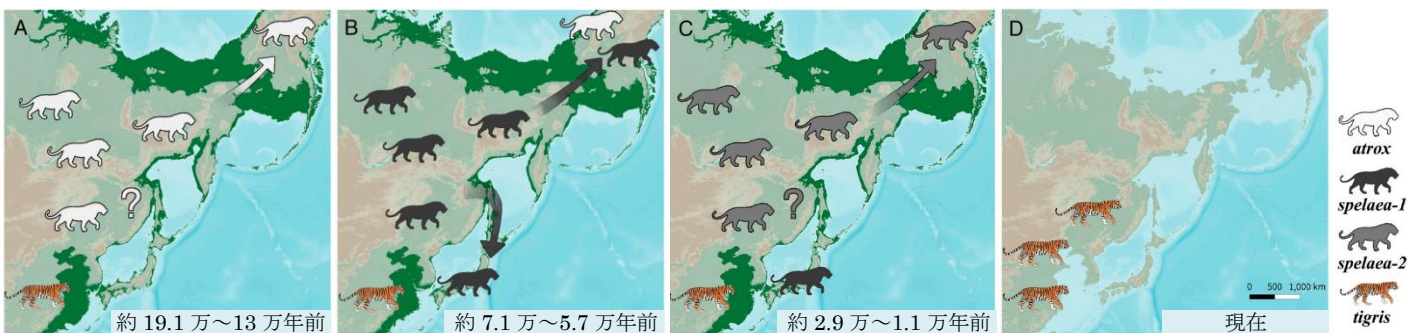 A
約 19.1 万～13 万年前
B
約 7.1 万～5.7 万年前
C
約 2.9 万～1.1 万年前
D
現在
?
?
0 500 1,000 km
atrox
spelaea-1
spelaea-2
tigris